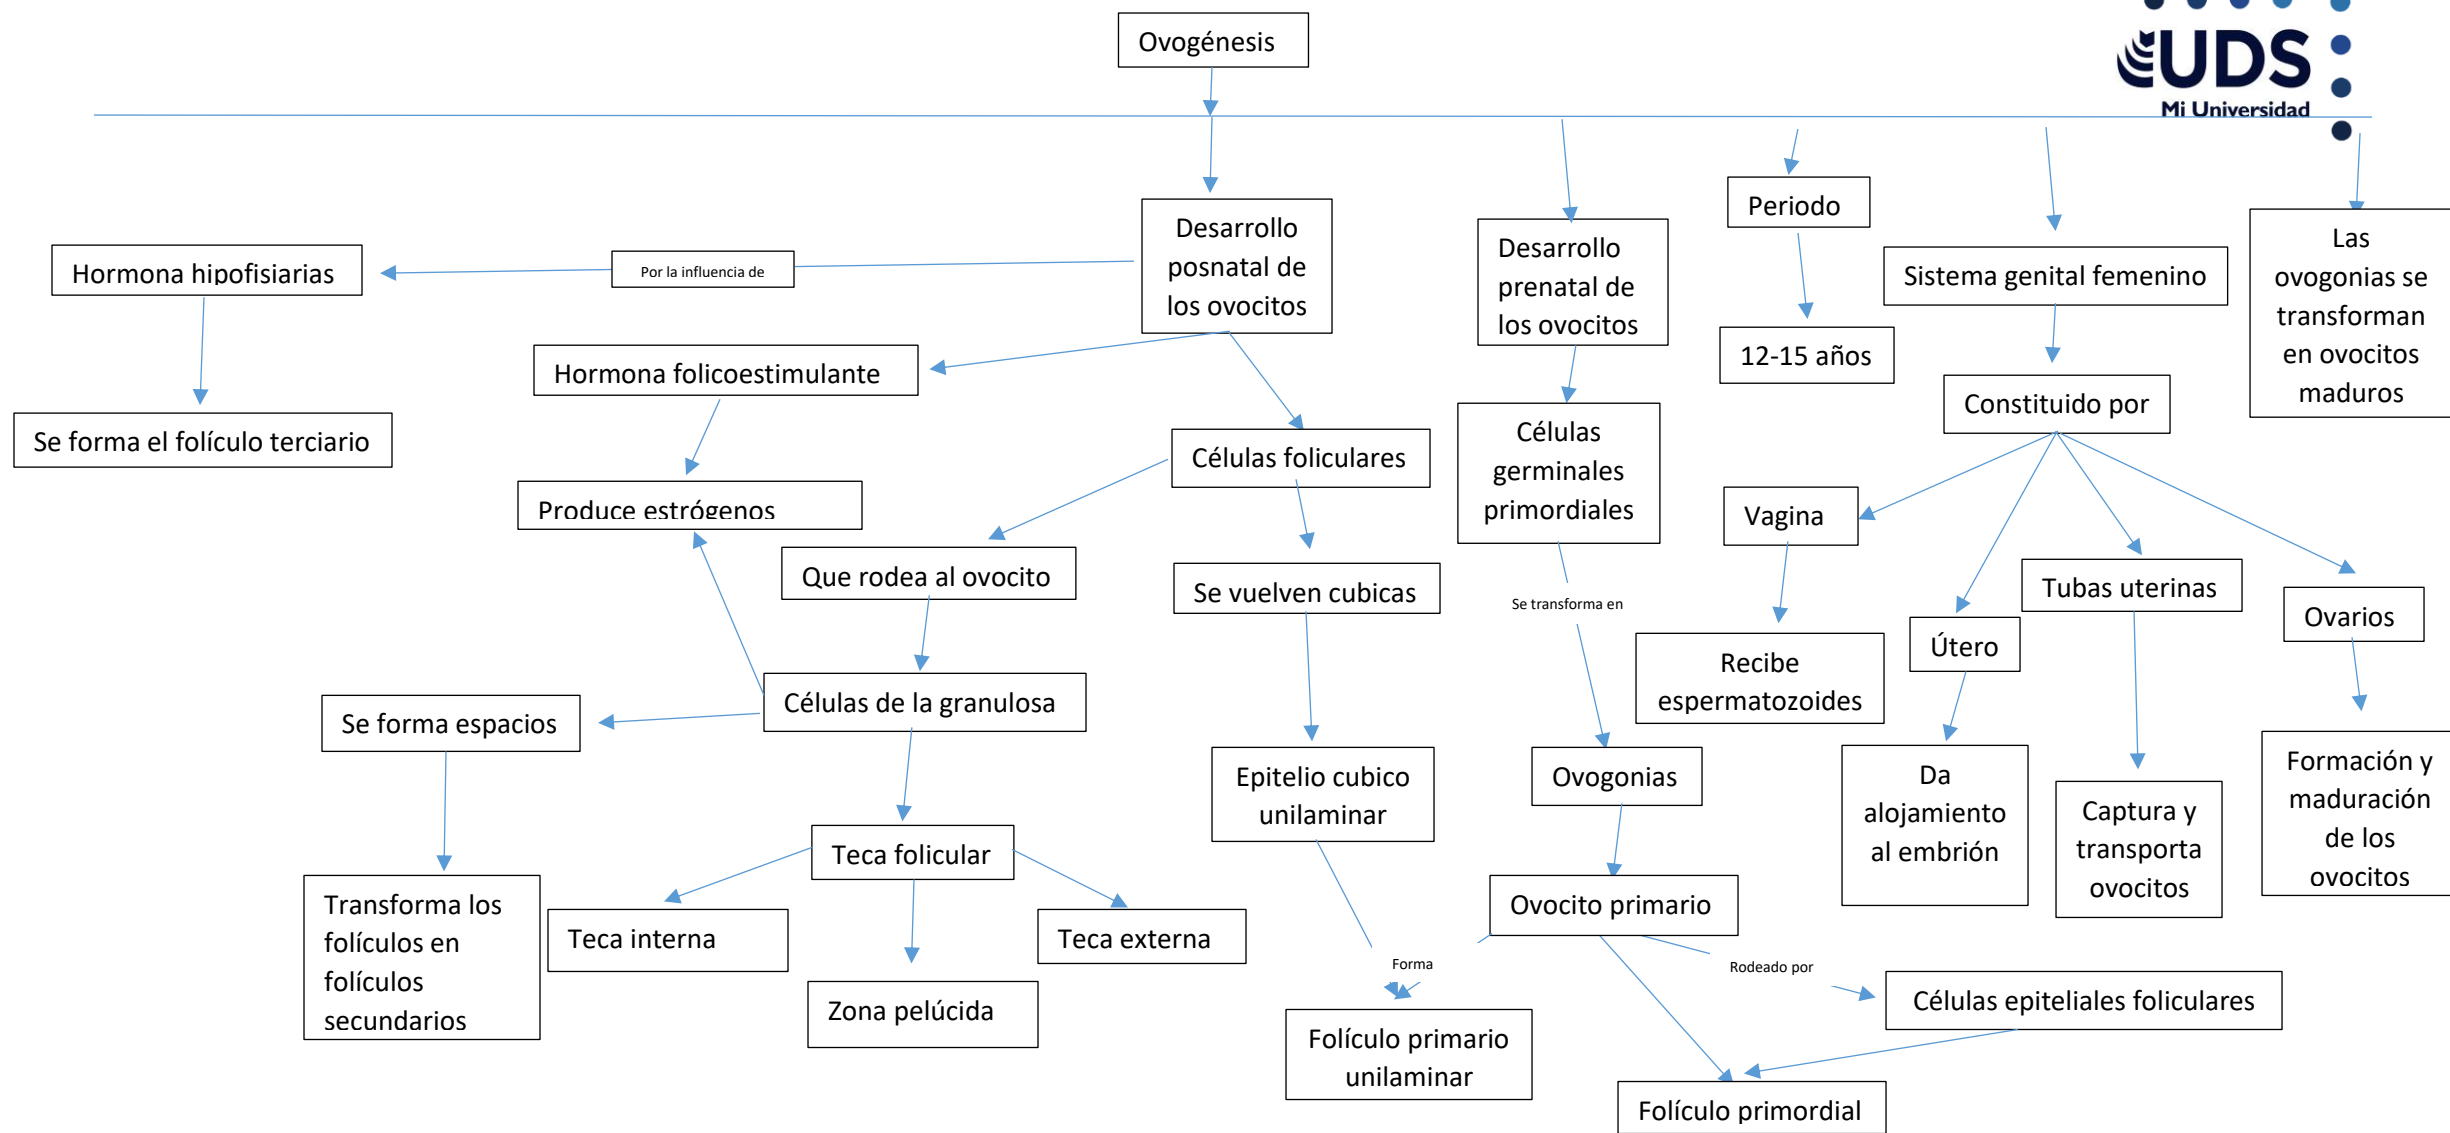 Ovogénesis
UDS
Mi Universidad
Desarrollo
posnatal de
los ovocitos
Desarrollo
prenatal de
los ovocitos
Periodo
Sistema genital femenino
Las
ovogonias se
transforman
en ovocitos
maduros
Hormona hipofisiarias
Por la influencia de
Hormona folicoestimulante
12-15 años
Constituido por
Se forma el folículo terciario
Células foliculares
Células
germinales
primordiales
Produce estrógenos
Vagina
Que rodea al ovocito
Se vuelven cubicas
Se transforma en
Tubas uterinas
Ovarios
Útero
Recibe
espermatozoides
Se forma espacios
Células de la granulosa
Epitelio cubico
unilaminar
Ovogonias
Da
alojamiento
al embrión
Captura y
transporta
ovocitos
Formación y
maduración
de los
ovocitos
Teca folicular
Transforma los
folículos en
folículos
secundarios
Teca interna
Teca externa
Zona pelúcida
Ovocito primario
Forma
Rodeado por
Células epiteliales foliculares
Folículo primario
unilaminar
Folículo primordial